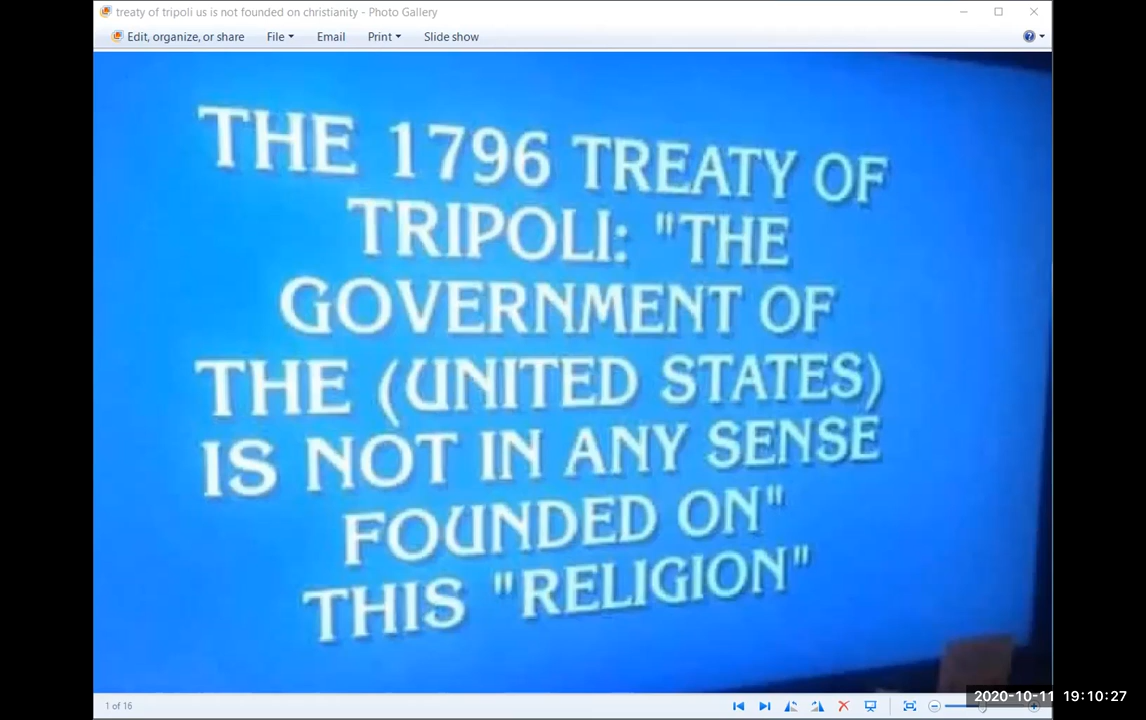 treaty of tripoli us is not founded on christianity - Photo Gallery
Edit, organize, or share File Email Print Slide show
THE 1796 TREATY OF
TRIPOLI: "THE
GOVERNMENT OF
THE (UNITED STATES)
IS NOT IN ANY SENSE
FOUNDED ON"
THIS "RELIGION"
1 of 16
2020-10-11 19:10:27